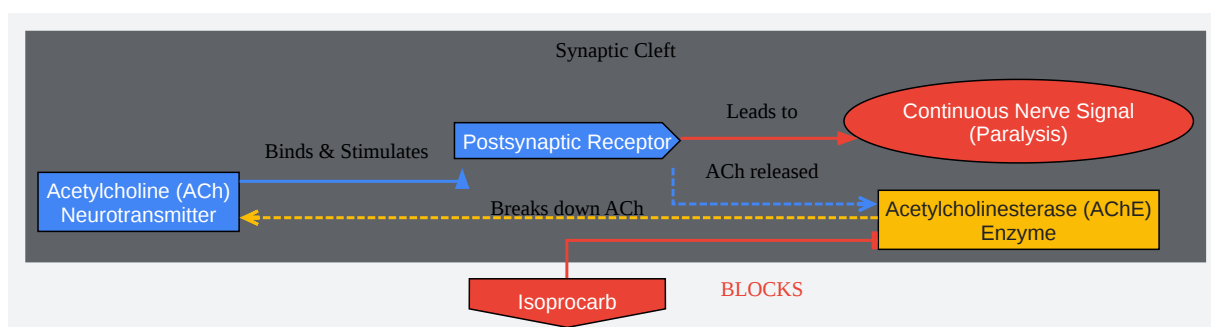 Synaptic Cleft
Continuous Nerve Signal
(Paralysis)
Leads to
Postsynaptic Receptor
Binds & Stimulates
ACh released
Acetylcholine (ACh)
Neurotransmitter
Breaks down ACh
Acetylcholinesterase (AChE)
Enzyme
BLOCKS
Isoprocarb